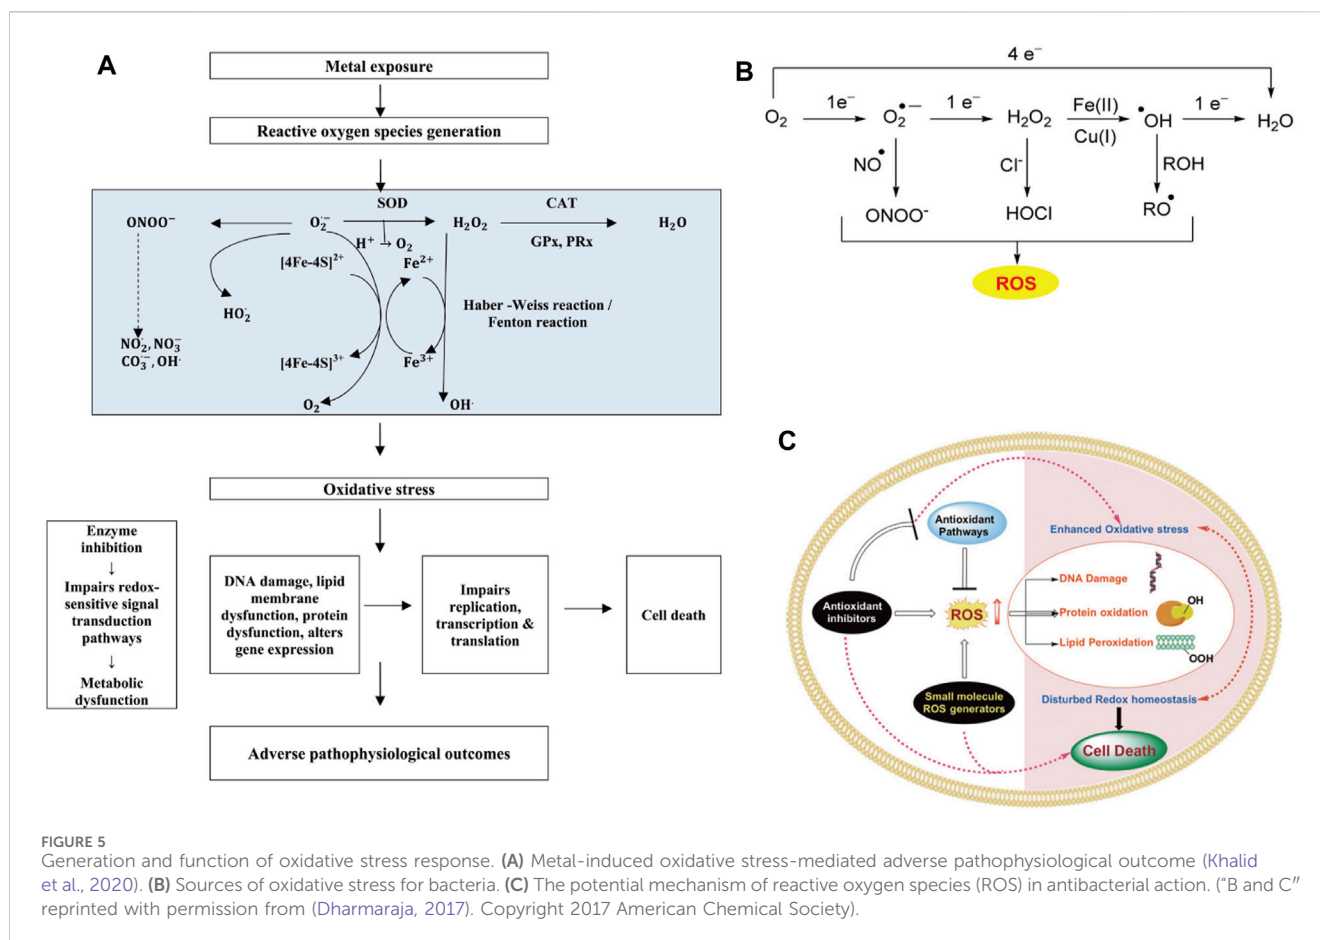 A
Metal exposure
Reactive oxygen species generation
SOD
CAT
ONOO⁻
O₂˙⁻
H₂O₂
H₂O
H⁺ → O₂
GPx, PRx
[4Fe-4S]²⁺
Fe²⁺
HO₂˙
Haber -Weiss reaction /
Fenton reaction
NO₂˙, NO₃⁻
CO₃˙⁻, OH˙
[4Fe-4S]³⁺
Fe³⁺
O₂
OH˙
Oxidative stress
Enzyme
inhibition
↓
Impairs redox-
sensitive signal
transduction
pathways
↓
Metabolic
dysfunction
DNA damage, lipid
membrane
dysfunction, protein
dysfunction, alters
gene expression
Impairs
replication,
transcription &
translation
Cell death
Adverse pathophysiological outcomes
B
4 e⁻
O₂
1e⁻
O₂•−
1 e⁻
H₂O₂
Fe(II)
Cu(I)
•OH
1 e⁻
H₂O
NO•
Cl⁻
ROH
ONOO⁻
HOCl
RO•
ROS
C
Antioxidant
Pathways
Enhanced Oxidative stress
Antioxidant
inhibitors
ROS
DNA Damage
Protein oxidation
OH
Lipid Peroxidation
OOH
Small molecule
ROS generators
Disturbed Redox homeostasis
Cell Death
FIGURE 5
Generation and function of oxidative stress response. (A) Metal-induced oxidative stress-mediated adverse pathophysiological outcome (Khalid
et al., 2020). (B) Sources of oxidative stress for bacteria. (C) The potential mechanism of reactive oxygen species (ROS) in antibacterial action. (“B and C″
reprinted with permission from (Dharmaraja, 2017). Copyright 2017 American Chemical Society).